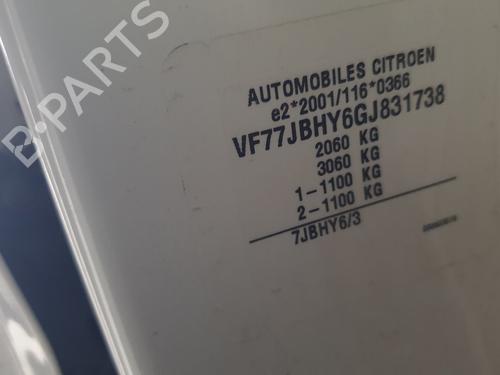 B-PARTS
AUTOMOBILES CITROEN
e2*2001/116*0366
VF77JBHY6GJ831738
2060 KG
3060 KG
1-1100 KG
2-1100 KG
7JBHY6/3